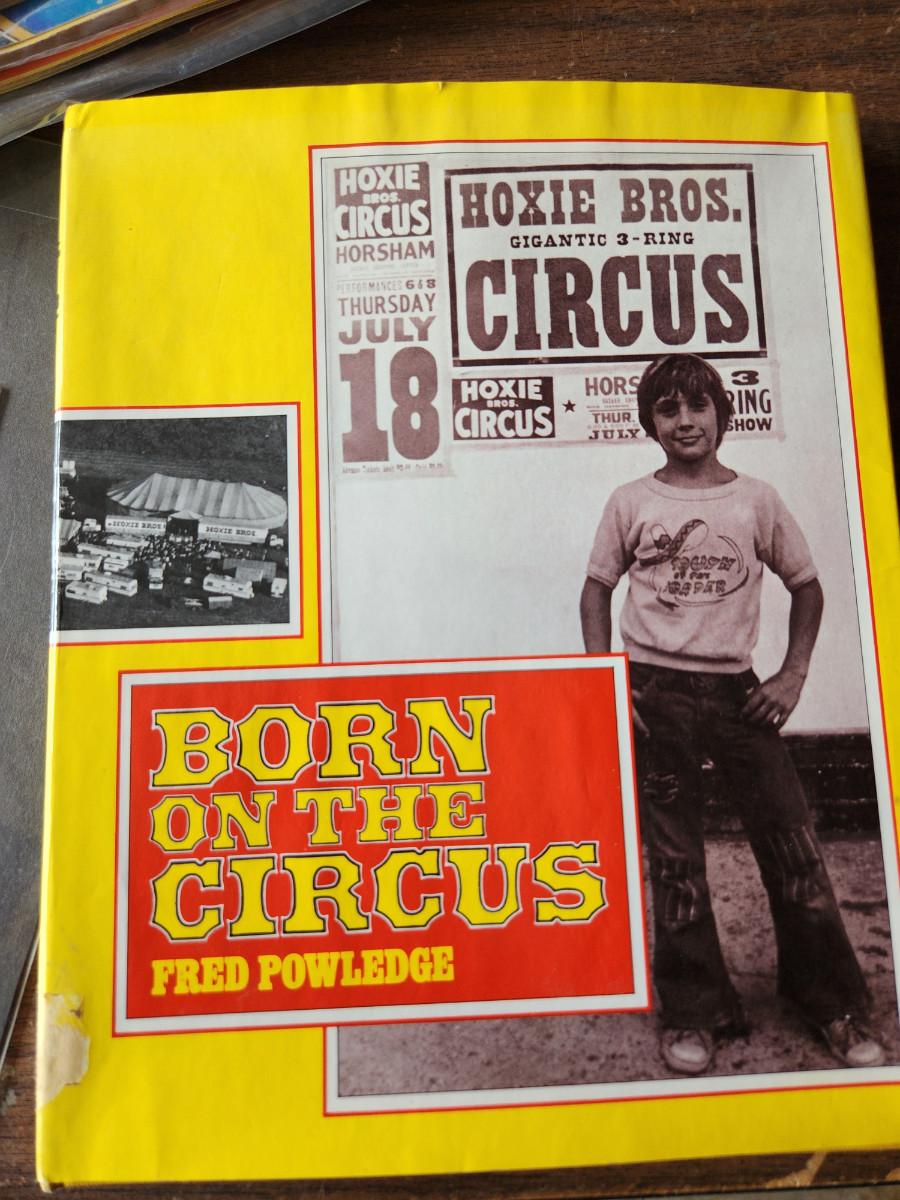 HOXIE
BROS.
CIRCUS
HORSHAM
PERFORMANCES 6 & 8
THURSDAY
JULY
18
HOXIE BROS.
GIGANTIC 3-RING
CIRCUS
HOXIE
BROS.
CIRCUS
HORS
THUR.
JULY
3
RING
SHOW
HOXIE BROS
HOXIE BROS
BORN
ON THE
CIRCUS
FRED POWLEDGE